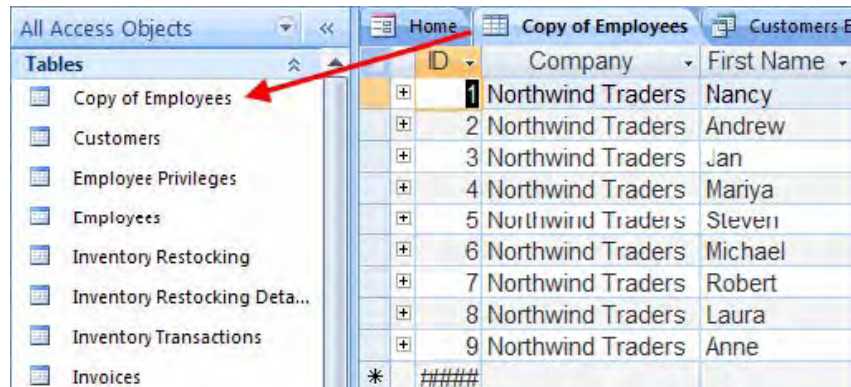 All Access Objects
Tables
Copy of Employees
Customers
Employee Privileges
Employees
Inventory Restocking
Inventory Restocking Deta...
Inventory Transactions
Invoices
Home Copy of Employees Customers E
ID Company First Name
1 Northwind Traders Nancy
2 Northwind Traders Andrew
3 Northwind Traders Jan
4 Northwind Traders Mariya
5 Northwind Traders Steven
6 Northwind Traders Michael
7 Northwind Traders Robert
8 Northwind Traders Laura
9 Northwind Traders Anne
* #####